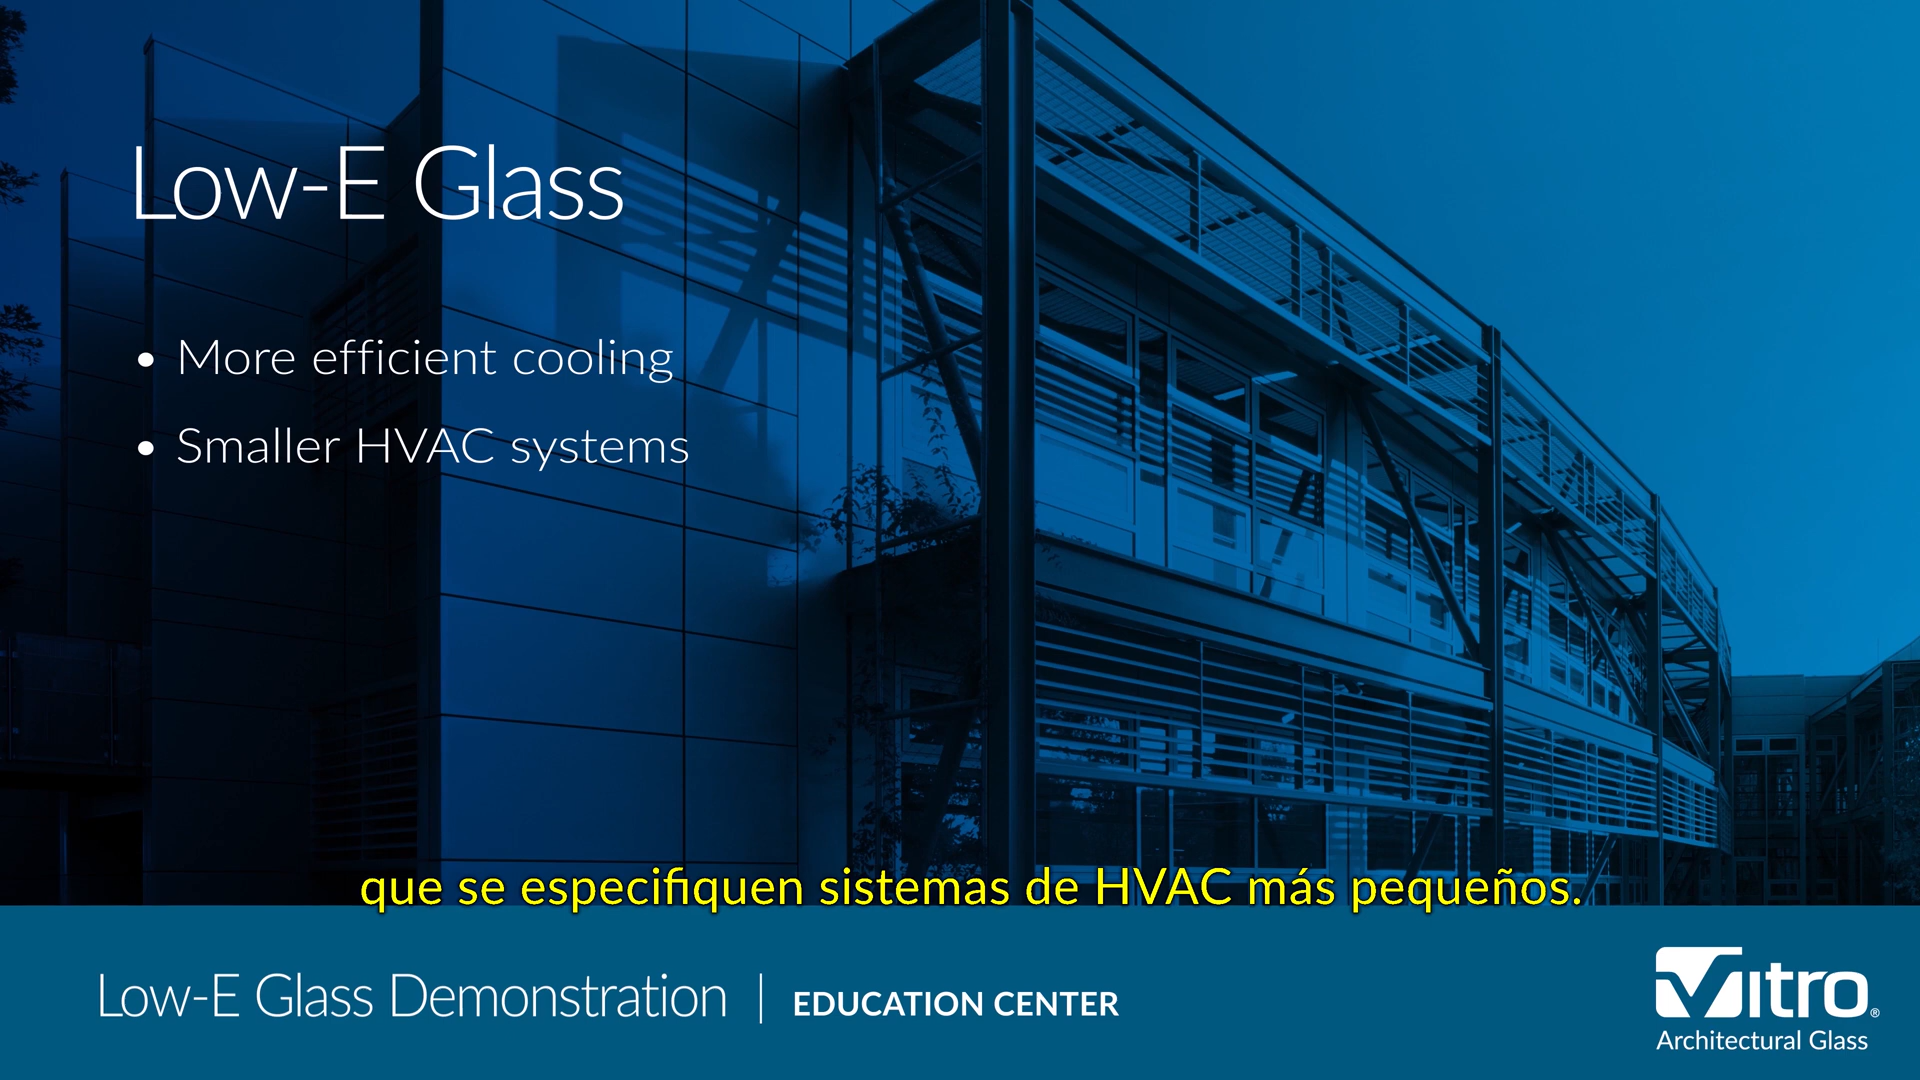 Low-E Glass
• More efficient cooling
• Smaller HVAC systems
que se especifiquen sistemas de HVAC más pequeños.
Low-E Glass Demonstration | EDUCATION CENTER
Vitro®
Architectural Glass